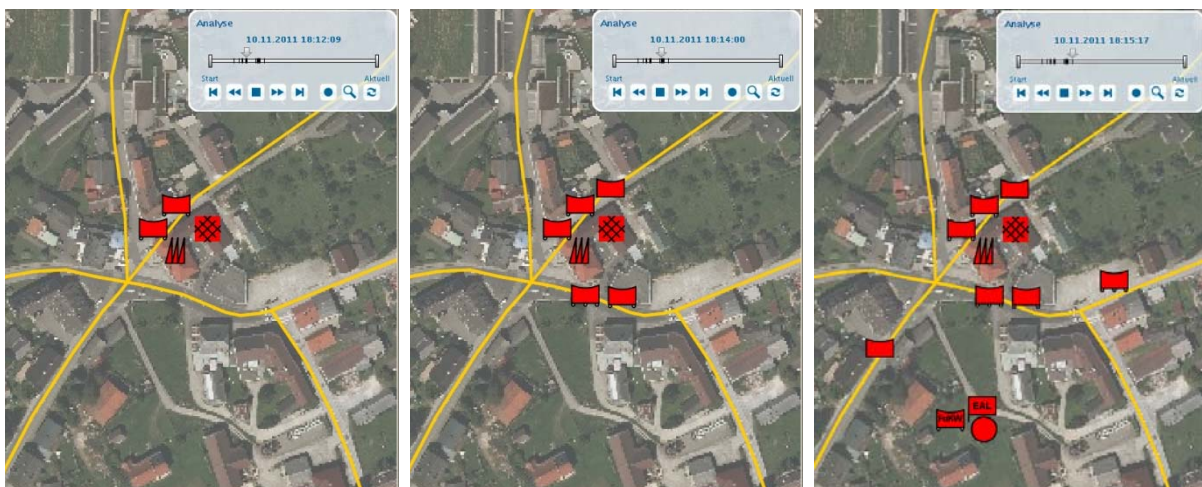 Analyse
10.11.2011 18:12:09
Start
Aktuell
Analyse
10.11.2011 18:14:00
Start
Aktuell
Analyse
10.11.2011 18:15:17
Start
Aktuell
EAL